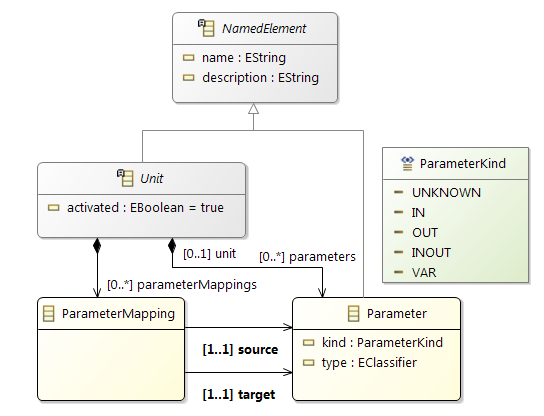 NamedElement
name : EString
description : EString
Unit
activated : EBoolean = true
ParameterKind
UNKNOWN
IN
OUT
INOUT
VAR
[0..1] unit
[0..*] parameters
[0..*] parameterMappings
ParameterMapping
Parameter
kind : ParameterKind
type : EClassifier
[1..1] source
[1..1] target